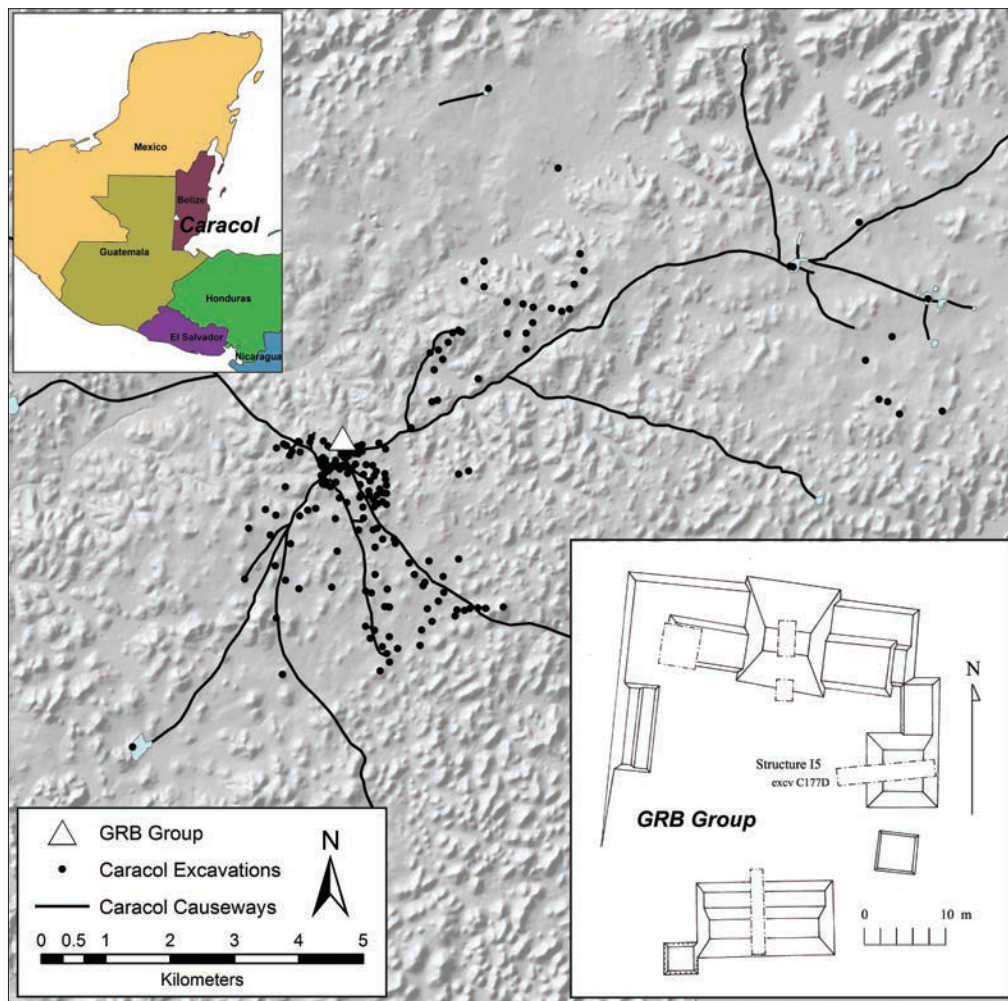 Mexico
Belize
Caracol
Guatemala
Honduras
El Salvador
Nicaragua
N
Structure I5
excv C177D
GRB Group
0 10 m
GRB Group
Caracol Excavations
Caracol Causeways
N
0 0.5 1 2 3 4 5
Kilometers